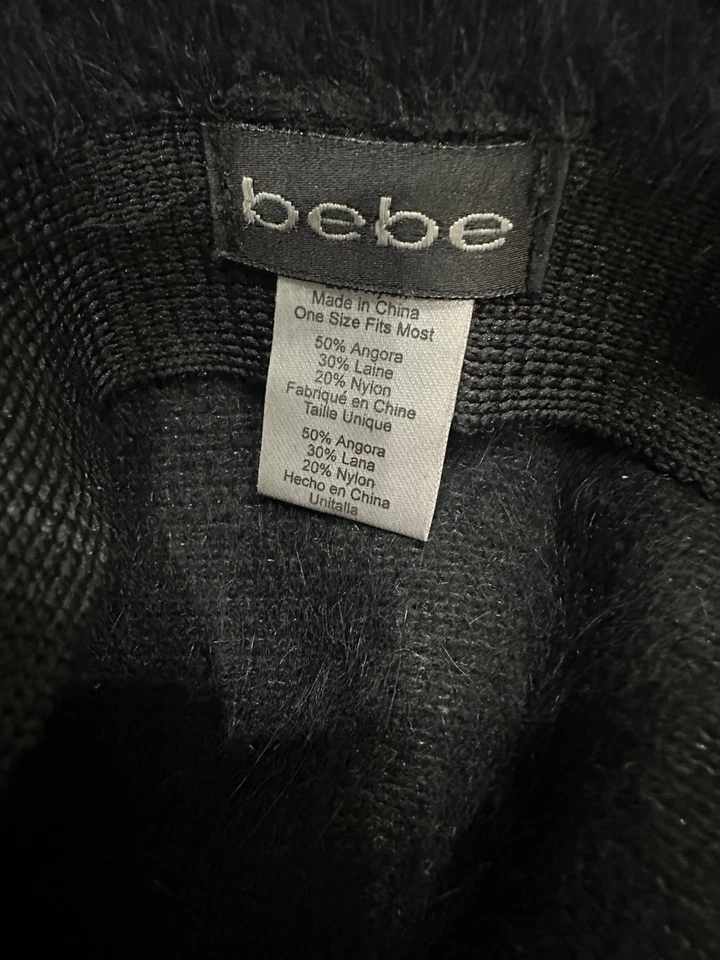 bebe
Made in China
One Size Fits Most
50% Angora
30% Laine
20% Nylon
Fabriqué en Chine
Taille Unique
50% Angora
30% Lana
20% Nylon
Hecho en China
Unitalla